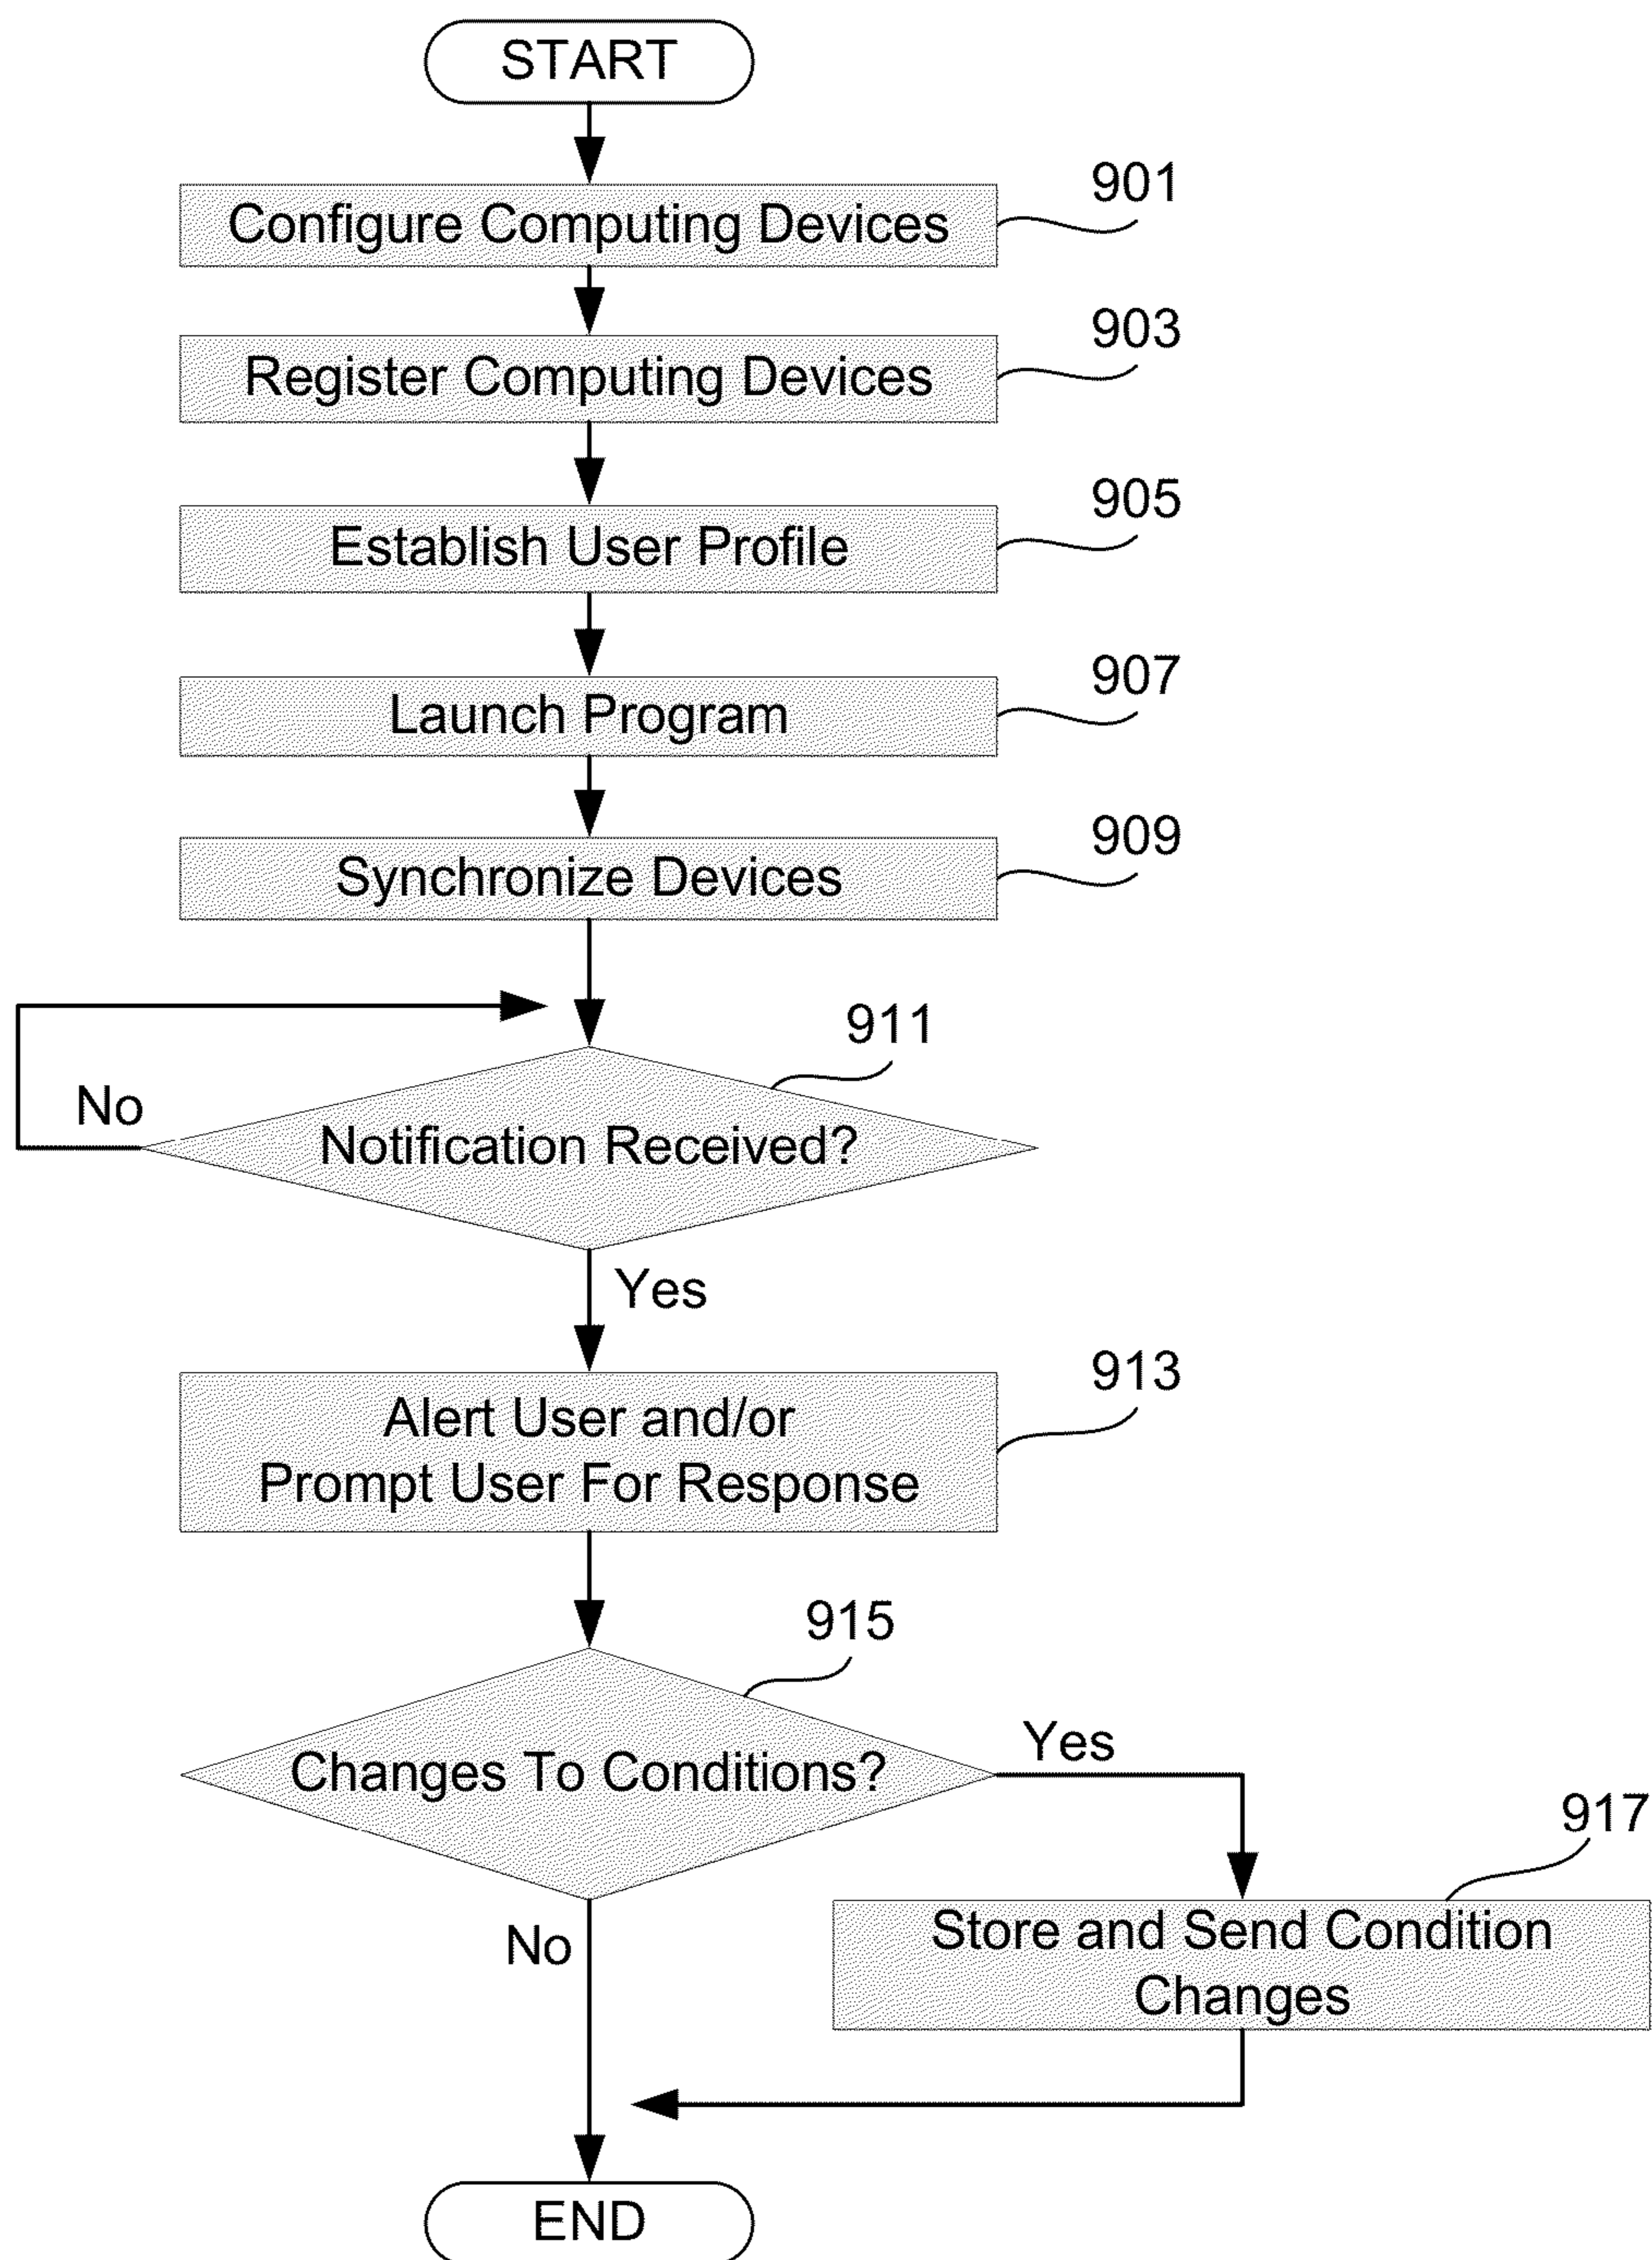 START
901
Configure Computing Devices
903
Register Computing Devices
905
Establish User Profile
907
Launch Program
909
Synchronize Devices
911
No
Notification Received?
Yes
913
Alert User and/or
Prompt User For Response
915
Changes To Conditions?
Yes
917
Store and Send Condition
Changes
No
END